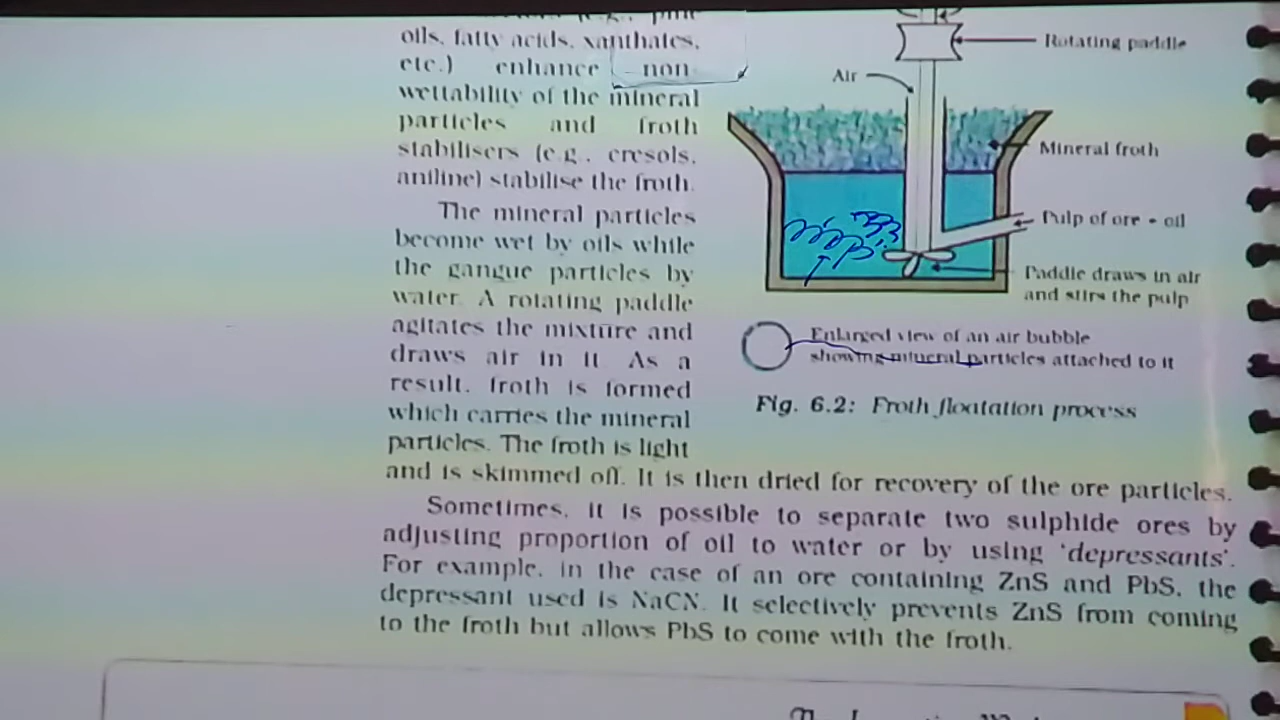 oils, fatty acids, xanthates,
etc.) enhance non-
wettability of the mineral
particles and froth
stabilisers (e.g., cresols,
aniline) stabilise the froth.
The mineral particles
become wet by oils while
the gangue particles by
water. A rotating paddle
agitates the mixture and
draws air in it. As a
result, froth is formed
which carries the mineral
particles. The froth is light
and is skimmed off. It is then dried for recovery of the ore particles.
Sometimes, it is possible to separate two sulphide ores by
adjusting proportion of oil to water or by using 'depressants'.
For example, in the case of an ore containing ZnS and PbS, the
depressant used is NaCN. It selectively prevents ZnS from coming
to the froth but allows PbS to come with the froth.
Rotating paddle
Air
Mineral froth
Pulp of ore + oil
Paddle draws in air
and stirs the pulp
Enlarged view of an air bubble
showing mineral particles attached to it
Fig. 6.2: Froth floatation process